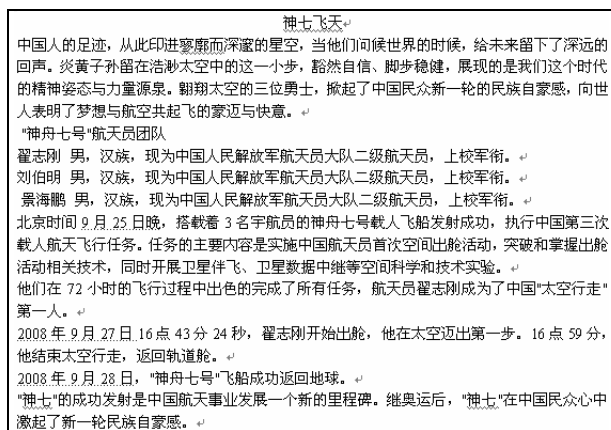 神七飞天
中国人的足迹，从此印进寥廓而深邃的星空，当他们问候世界的时候，给未来留下了深远的
回声。炎黄子孙留在浩渺太空中的这一小步，豁然自信、脚步稳健，展现的是我们这个时代
的精神姿态与力量源泉。翱翔太空的三位勇士，掀起了中国民众新一轮的民族自豪感，向世
人表明了梦想与航空共起飞的豪迈与快意。
"神舟七号"航天员团队
翟志刚 男，汉族，现为中国人民解放军航天员大队二级航天员，上校军衔。
刘伯明 男，汉族，现为中国人民解放军航天员大队二级航天员，上校军衔。
景海鹏 男，汉族，现为中国人民解放军航天员大队二级航天员，上校军衔。
北京时间 9 月 25 日晚，搭载着 3 名宇航员的神舟七号载人飞船发射成功，执行中国第三次
载人航天飞行任务。任务的主要内容是实施中国航天员首次空间出舱活动，突破和掌握出舱
活动相关技术，同时开展卫星伴飞、卫星数据中继等空间科学和技术实验。
他们在 72 小时的飞行过程中出色的完成了所有任务，航天员翟志刚成为了中国"太空行走"
第一人。
2008 年 9 月 27 日 16 点 43 分 24 秒，翟志刚开始出舱，他在太空迈出第一步。16 点 59 分，
他结束太空行走，返回轨道舱。
2008 年 9 月 28 日，"神舟七号"飞船成功返回地球。
"神七"的成功发射是中国航天事业发展一个新的里程碑。继奥运后，"神七"在中国民众心中
激起了新一轮民族自豪感。